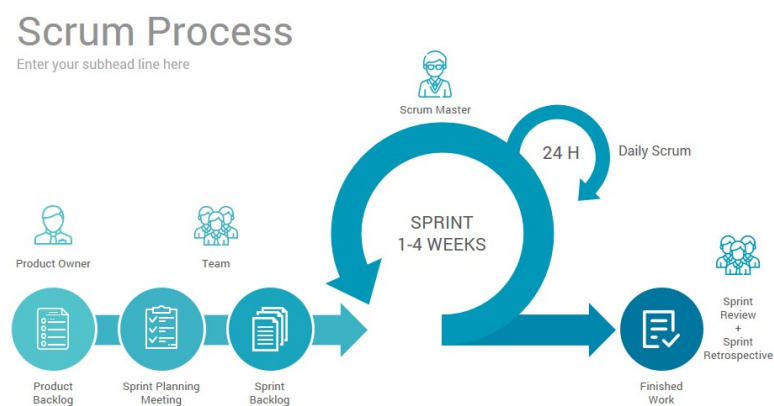 Scrum Process
Enter your subhead line here
Scrum Master
24 H
Daily Scrum
SPRINT
1-4 WEEKS
Product Owner
Team
Sprint
Review
+
Sprint
Retrospective
Product
Backlog
Sprint Planning
Meeting
Sprint
Backlog
Finished
Work